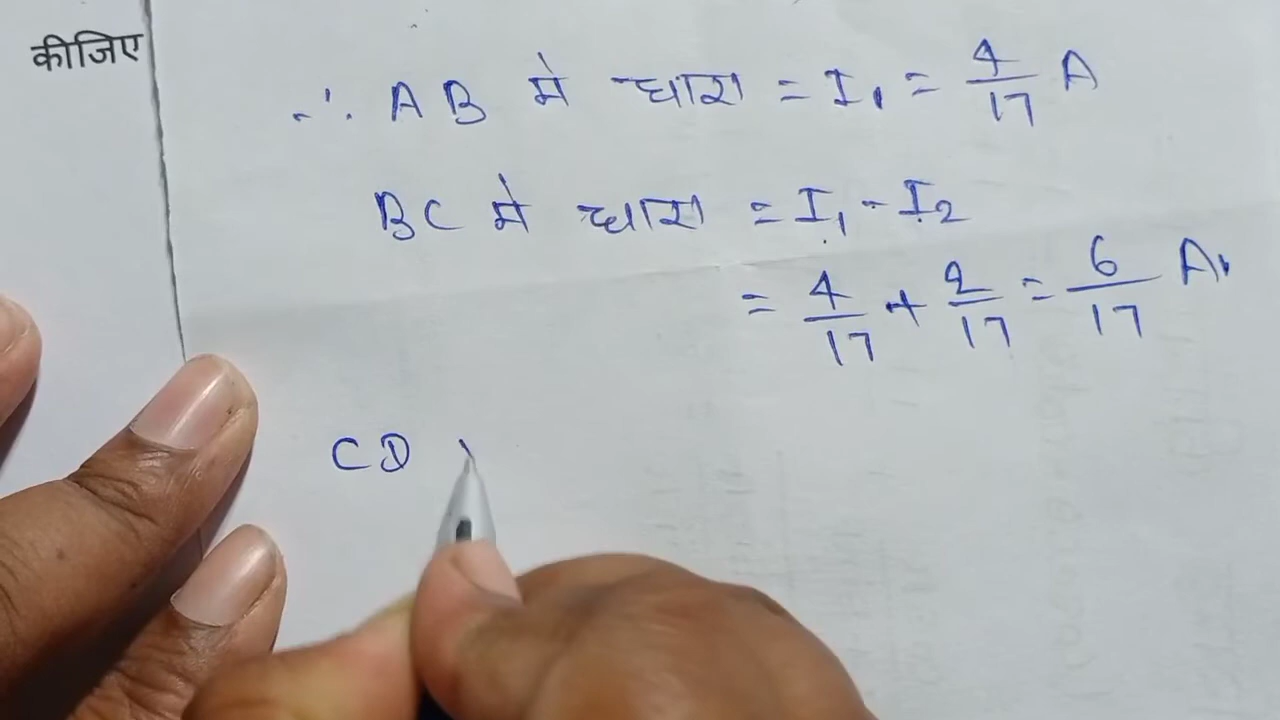 कीजिए
∴ AB मे धारा = I₁ = 4/17 A
BC मे धारा = I₁ - I₂
= 4/17 + 2/17 = 6/17 A,
CD